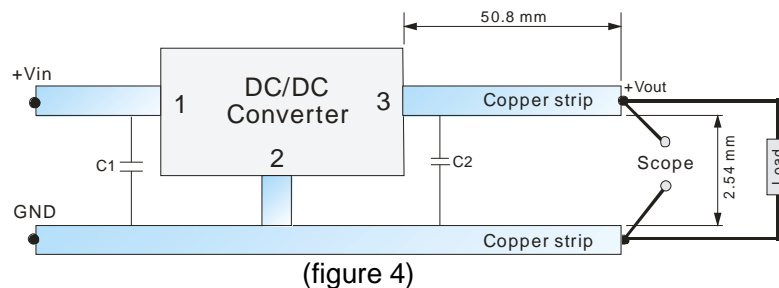 50.8 mm
+Vin
DC/DC
Converter
1
3
2
Copper strip
+Vout
C1
C2
Scope
2.54 mm
Load
GND
Copper strip
(figure 4)